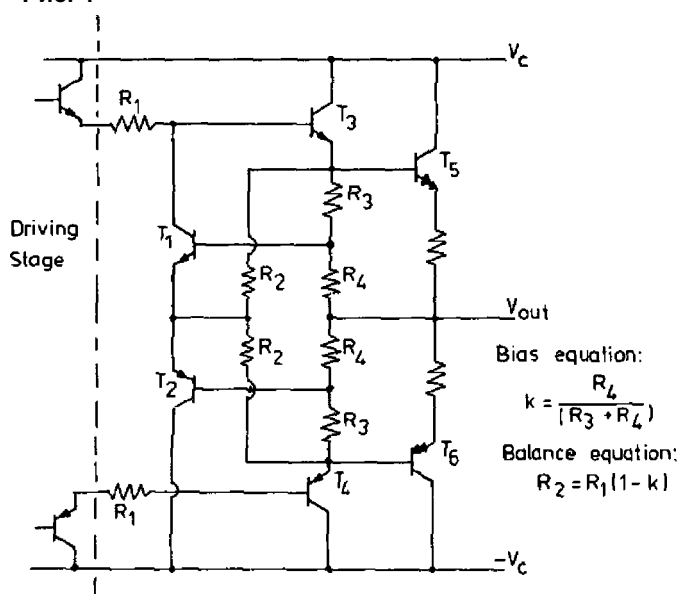 Vc
R1
T3
T5
R3
Driving
Stage
T1
R2
R4
Vout
R2
R4
Bias equation:
k = R4
(R3 + R4)
T2
R3
Balance equation:
R2 = R1(1 - k)
T6
T4
R1
-Vc